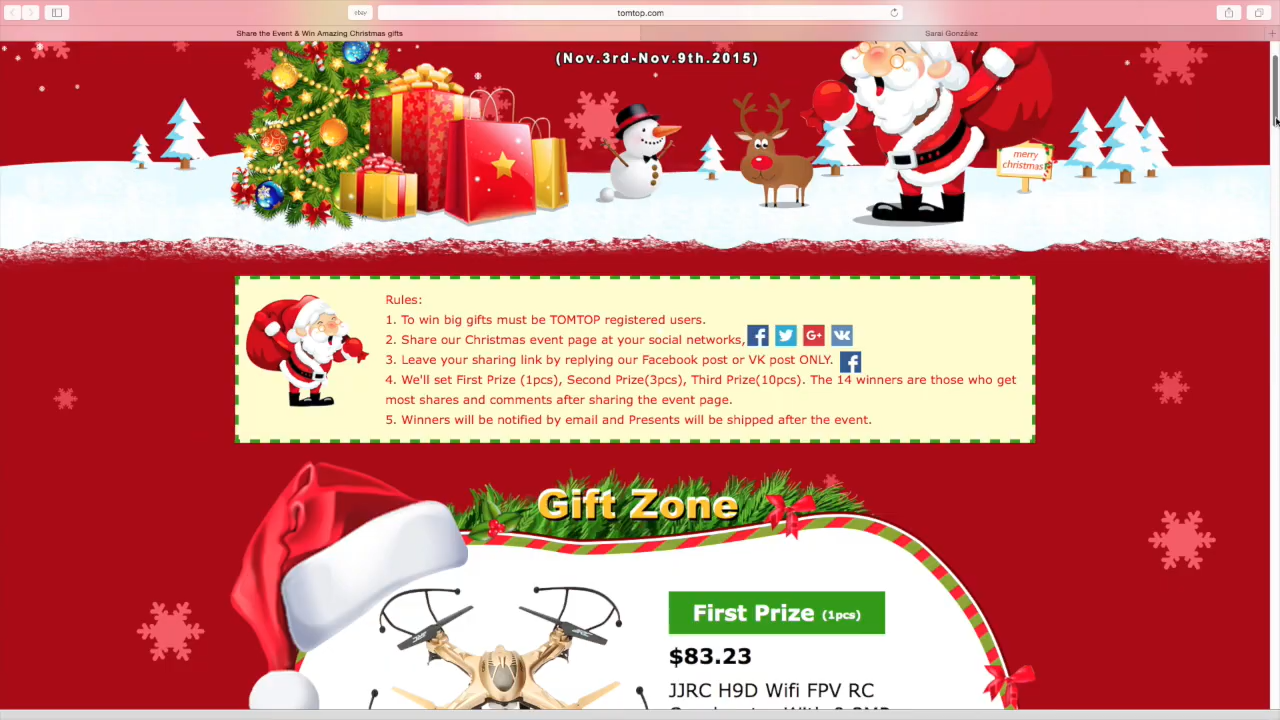 ebay
tomtop.com
Share the Event & Win Amazing Christmas gifts
Sarai González
(Nov.3rd-Nov.9th.2015)
merry
christmas
Rules:
1. To win big gifts must be TOMTOP registered users.
2. Share our Christmas event page at your social networks,
3. Leave your sharing link by replying our Facebook post or VK post ONLY.
4. We'll set First Prize (1pcs), Second Prize(3pcs), Third Prize(10pcs). The 14 winners are those who get
most shares and comments after sharing the event page.
5. Winners will be notified by email and Presents will be shipped after the event.
Gift Zone
First Prize (1pcs)
$83.23
JJRC H9D Wifi FPV RC